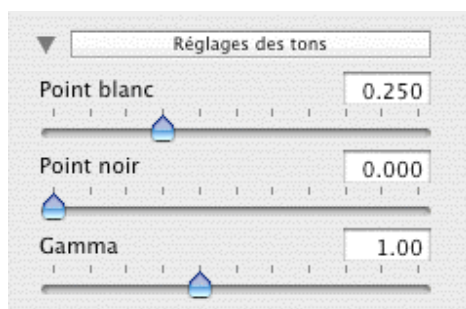 Réglages des tons
Point blanc
0.250
Point noir
0.000
Gamma
1.00